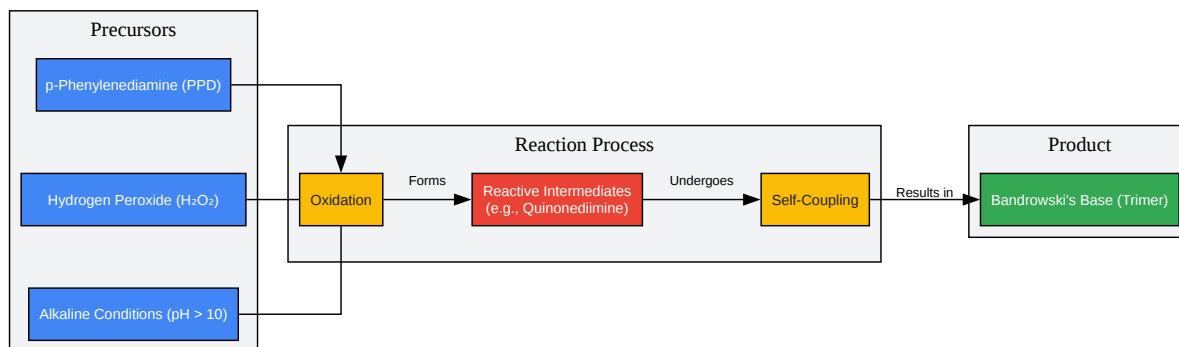 Precursors
p-Phenylenediamine (PPD)
Hydrogen Peroxide (H₂O₂)
Alkaline Conditions (pH > 10)
Reaction Process
Oxidation
Forms
Reactive Intermediates
(e.g., Quinonediimine)
Undergoes
Self-Coupling
Results in
Product
Bandrowski's Base (Trimer)